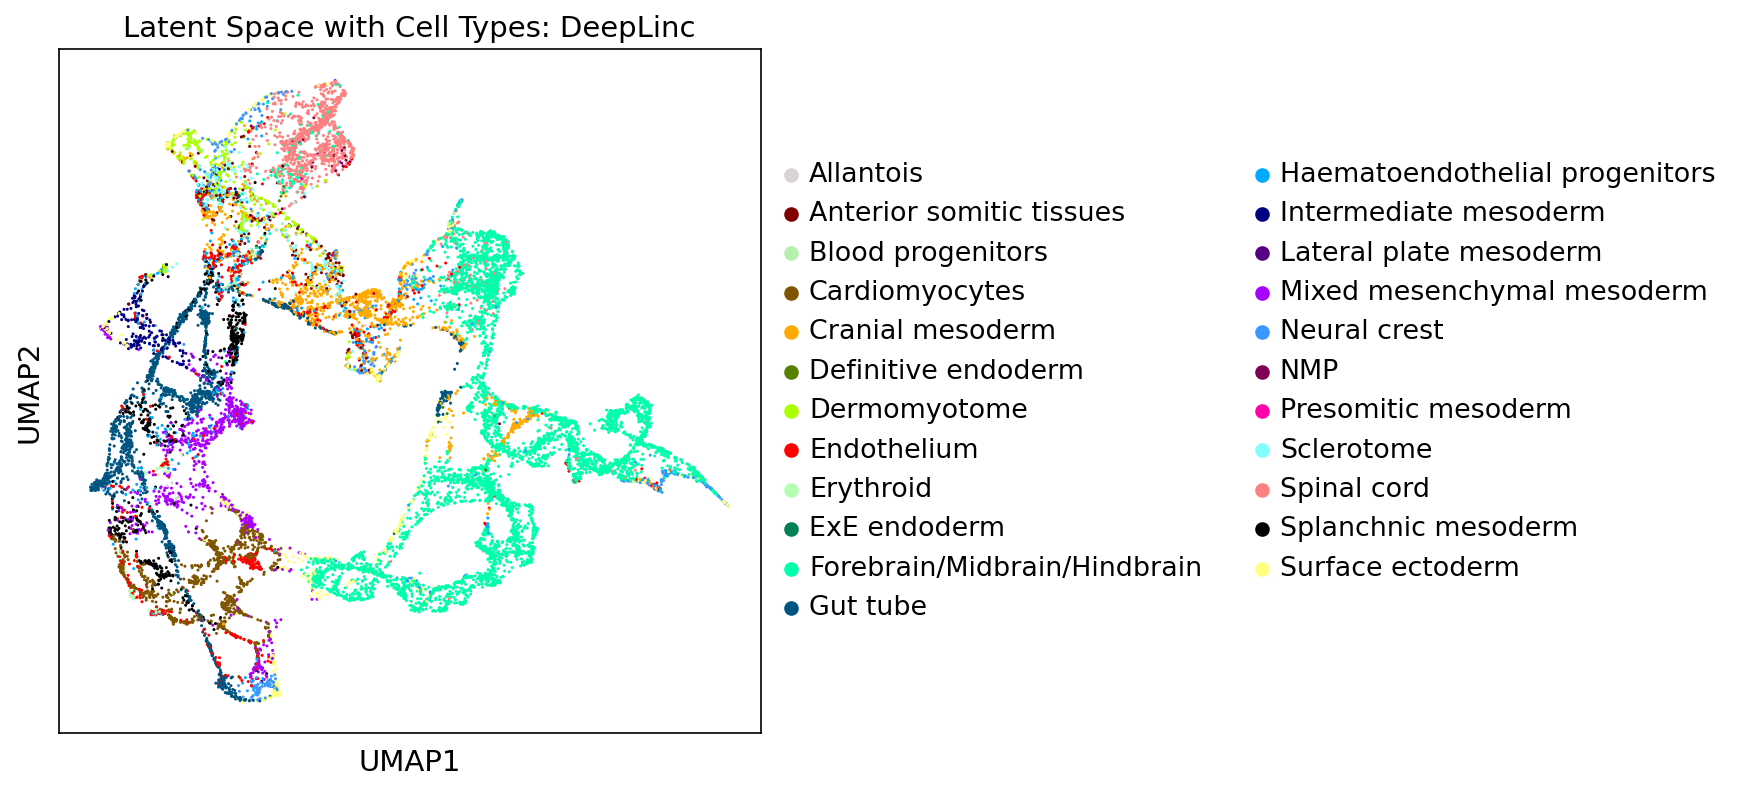 Latent Space with Cell Types: DeepLinc
UMAP2
UMAP1
Allantois
Anterior somitic tissues
Blood progenitors
Cardiomyocytes
Cranial mesoderm
Definitive endoderm
Dermomyotome
Endothelium
Erythroid
ExE endoderm
Forebrain/Midbrain/Hindbrain
Gut tube
Haematoendothelial progenitors
Intermediate mesoderm
Lateral plate mesoderm
Mixed mesenchymal mesoderm
Neural crest
NMP
Presomitic mesoderm
Sclerotome
Spinal cord
Splanchnic mesoderm
Surface ectoderm